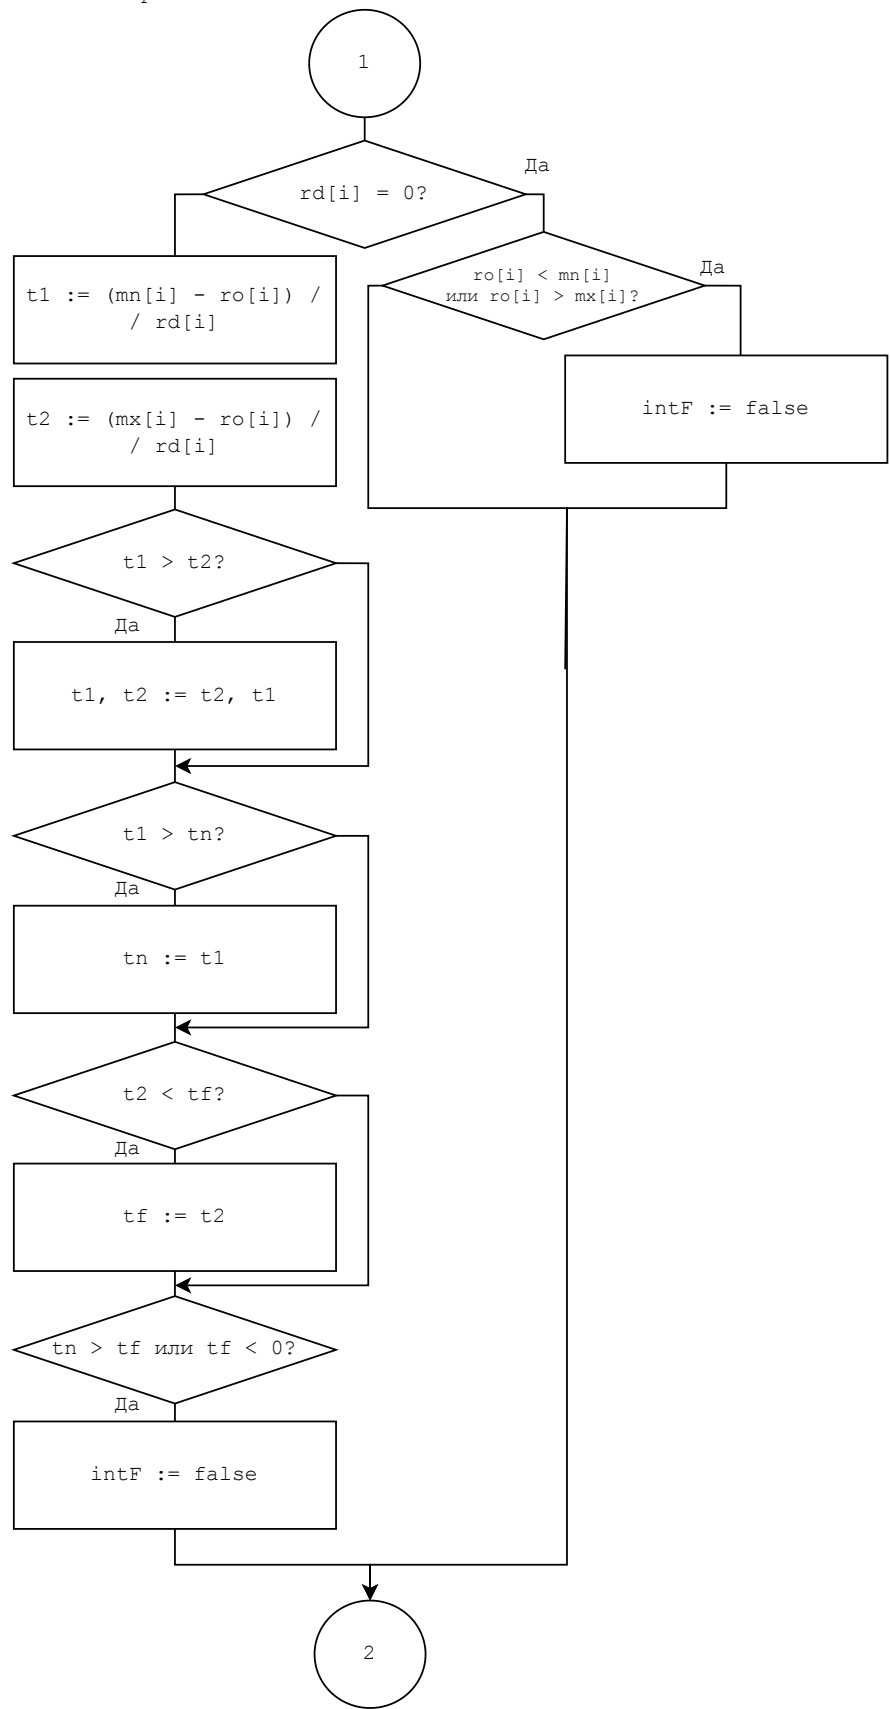 1
Да
rd[i] = 0?
Да
ro[i] < mn[i]
или ro[i] > mx[i]?
t1 := (mn[i] - ro[i]) /
/ rd[i]
intF := false
t2 := (mx[i] - ro[i]) /
/ rd[i]
t1 > t2?
Да
t1, t2 := t2, t1
t1 > tn?
Да
tn := t1
t2 < tf?
Да
tf := t2
tn > tf или tf < 0?
Да
intF := false
2